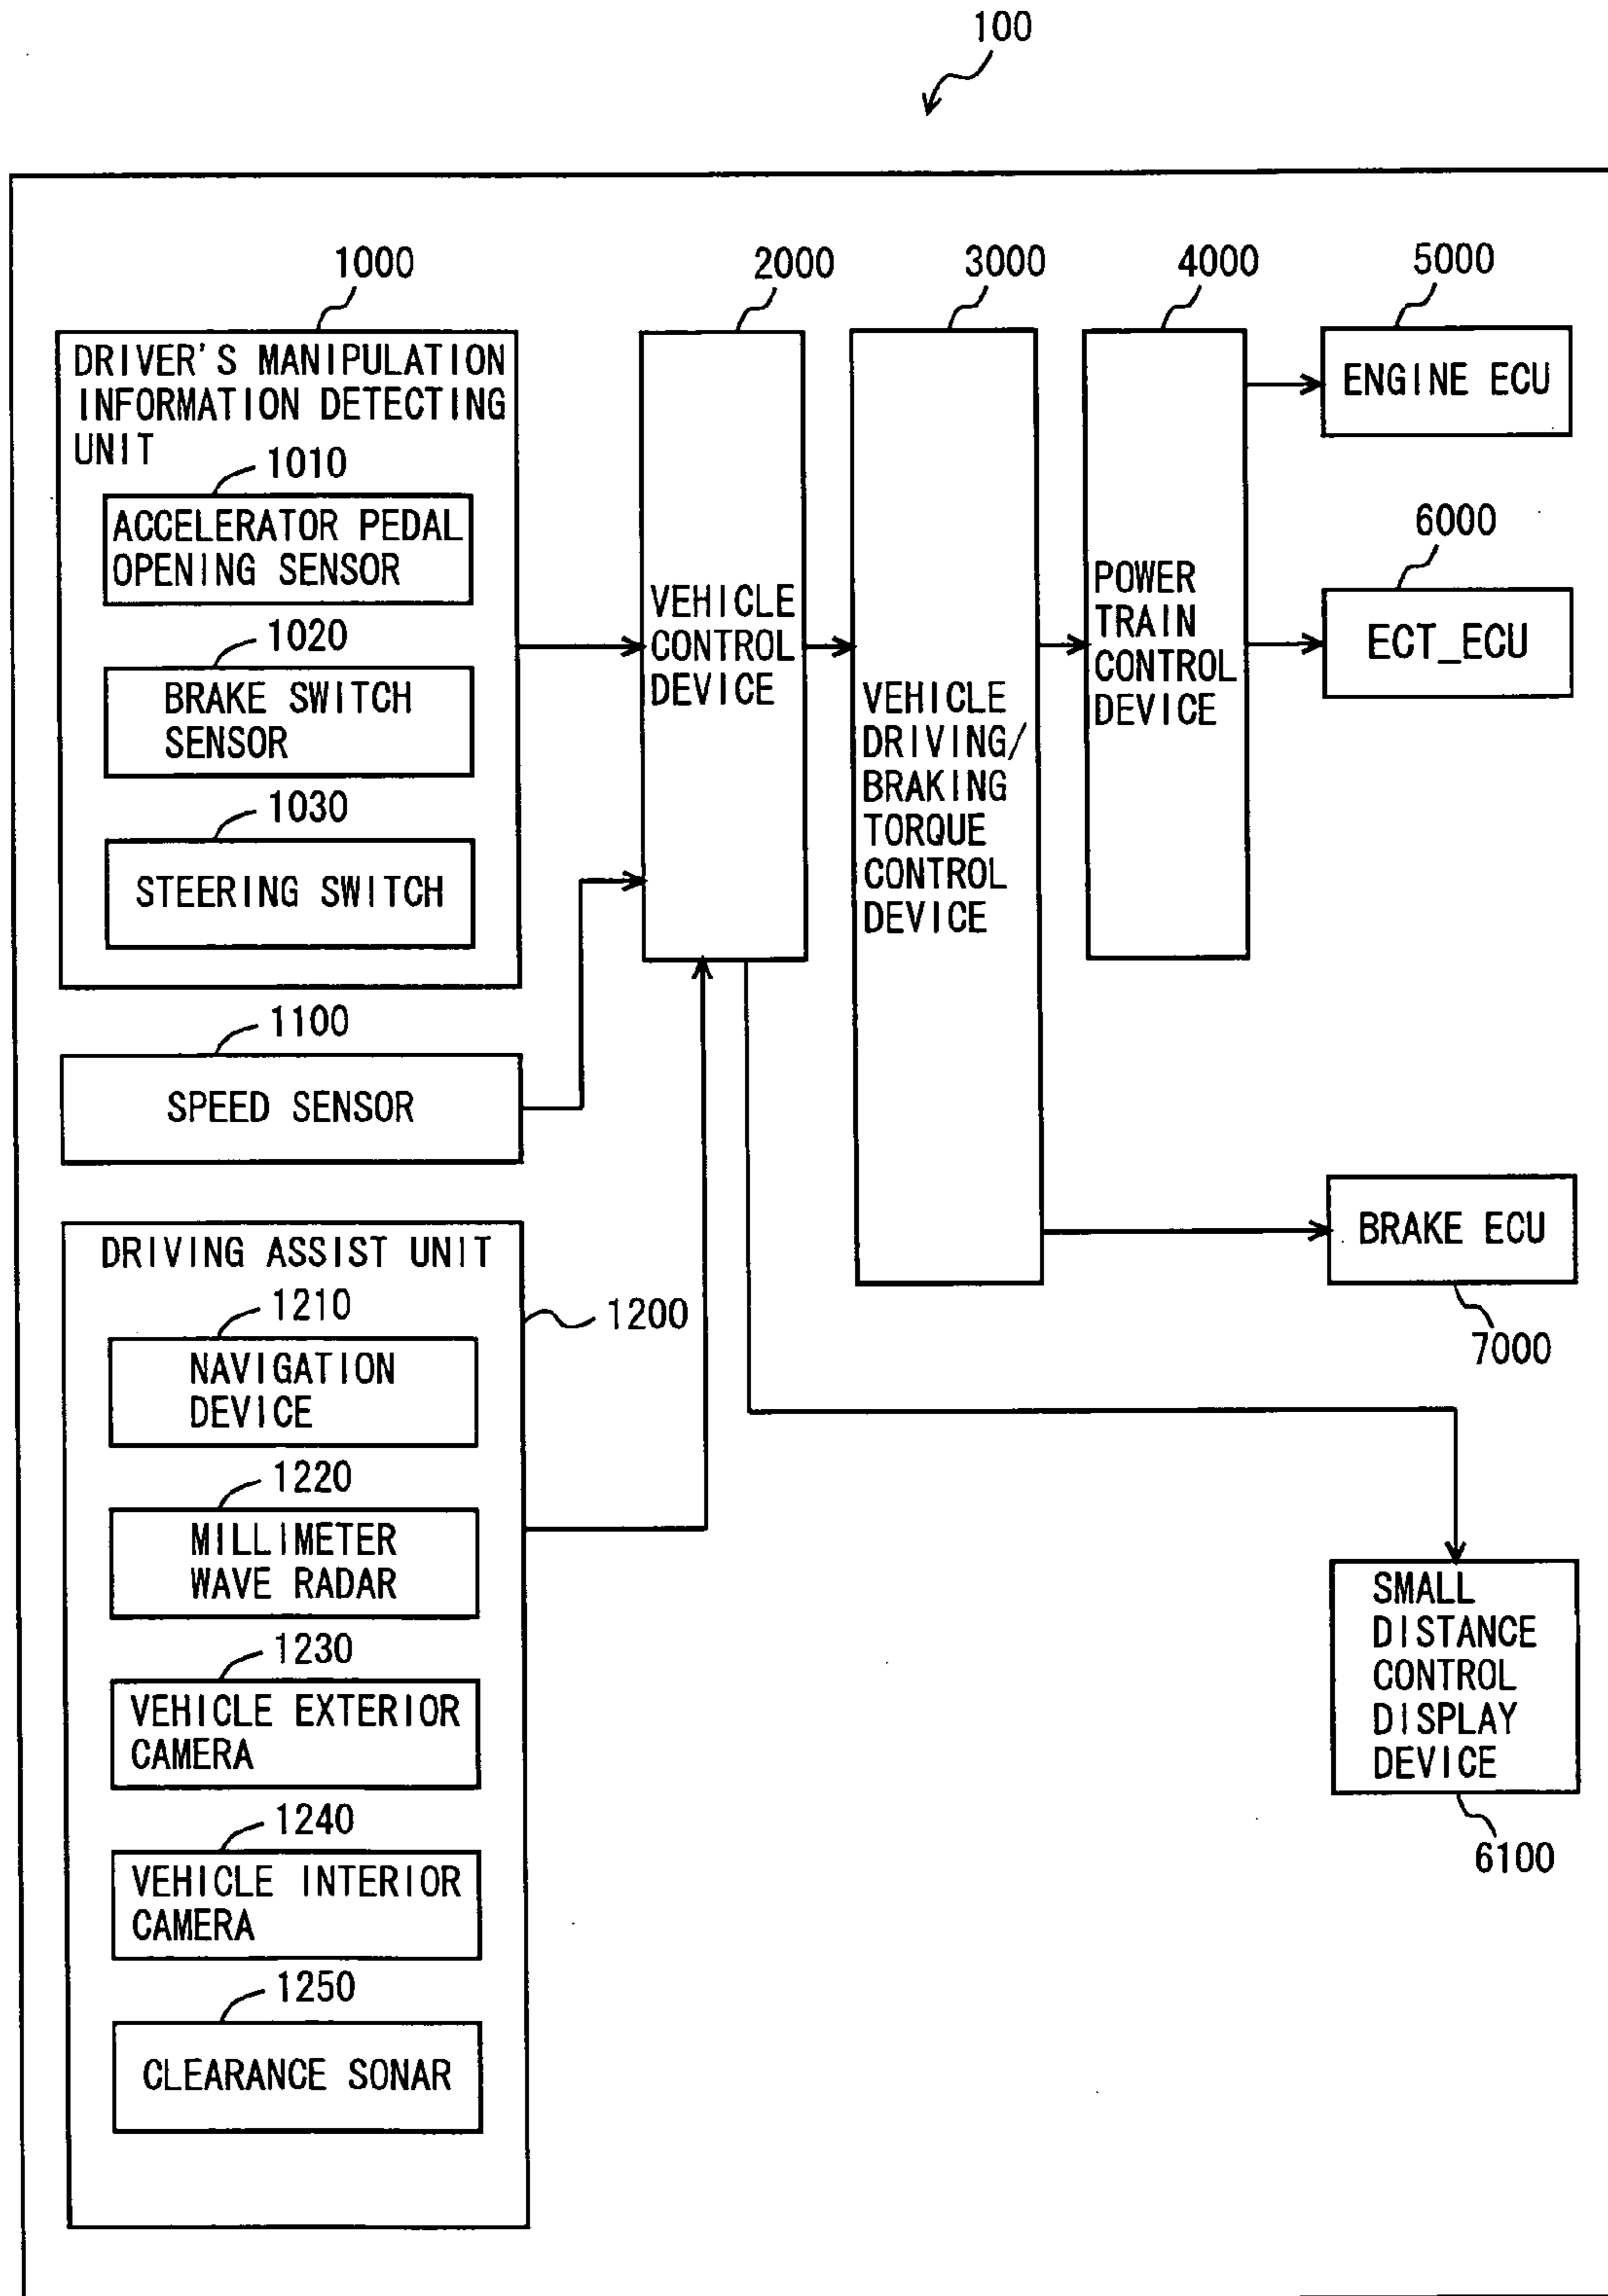 100
1000
2000
3000
4000
5000
DRIVER'S MANIPULATION
INFORMATION DETECTING
UNIT
1010
ACCELERATOR PEDAL
OPENING SENSOR
1020
BRAKE SWITCH
SENSOR
1030
STEERING SWITCH
VEHICLE
CONTROL
DEVICE
VEHICLE
DRIVING/
BRAKING
TORQUE
CONTROL
DEVICE
POWER
TRAIN
CONTROL
DEVICE
ENGINE ECU
6000
ECT_ECU
1100
SPEED SENSOR
BRAKE ECU
7000
DRIVING ASSIST UNIT
1200
1210
NAVIGATION
DEVICE
1220
MILLIMETER
WAVE RADAR
1230
VEHICLE EXTERIOR
CAMERA
1240
VEHICLE INTERIOR
CAMERA
1250
CLEARANCE SONAR
SMALL
DISTANCE
CONTROL
DISPLAY
DEVICE
6100